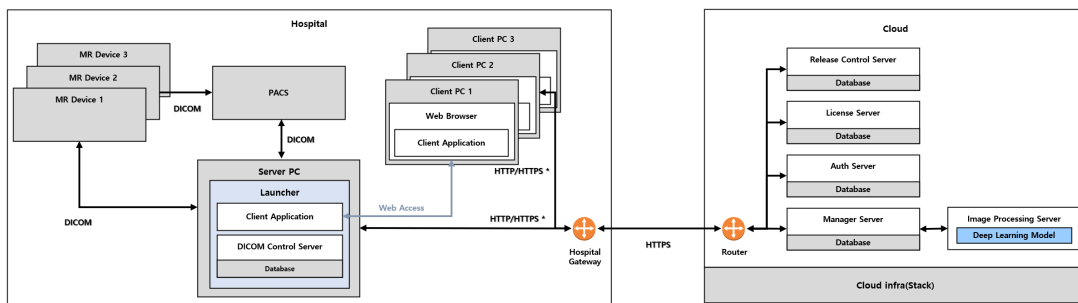 Hospital
MR Device 3
MR Device 2
MR Device 1
DICOM
PACS
DICOM
DICOM
Client PC 3
Client PC 2
Client PC 1
Web Browser
Client Application
HTTP/HTTPS *
Server PC
Launcher
Client Application
DICOM Control Server
Database
Web Access
HTTP/HTTPS *
Hospital
Gateway
HTTPS
Cloud
Router
Release Control Server
Database
License Server
Database
Auth Server
Database
Manager Server
Database
Image Processing Server
Deep Learning Model
Cloud infra(Stack)